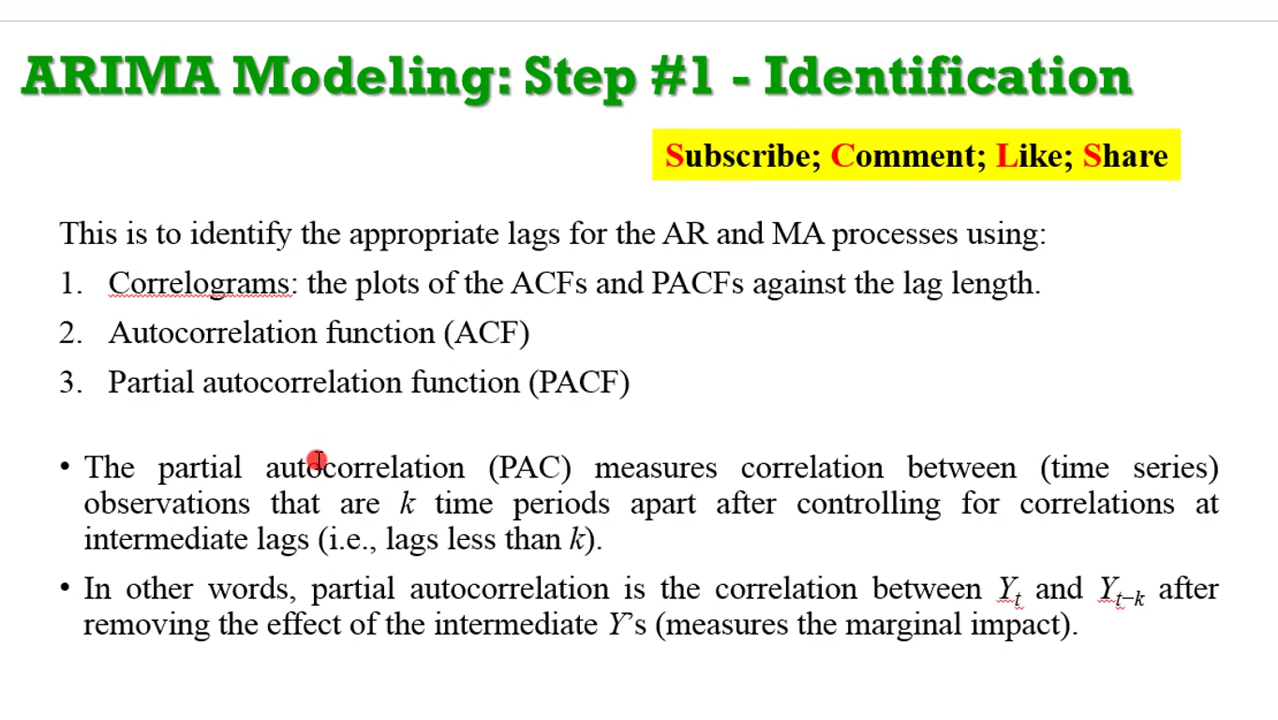 ARIMA Modeling: Step #1 - Identification
Subscribe; Comment; Like; Share
This is to identify the appropriate lags for the AR and MA processes using:
1. Correlograms: the plots of the ACFs and PACFs against the lag length.
2. Autocorrelation function (ACF)
3. Partial autocorrelation function (PACF)
• The partial autocorrelation (PAC) measures correlation between (time series)
observations that are k time periods apart after controlling for correlations at
intermediate lags (i.e., lags less than k).
• In other words, partial autocorrelation is the correlation between Yₜ and Yₜ₋ₖ after
removing the effect of the intermediate Y’s (measures the marginal impact).